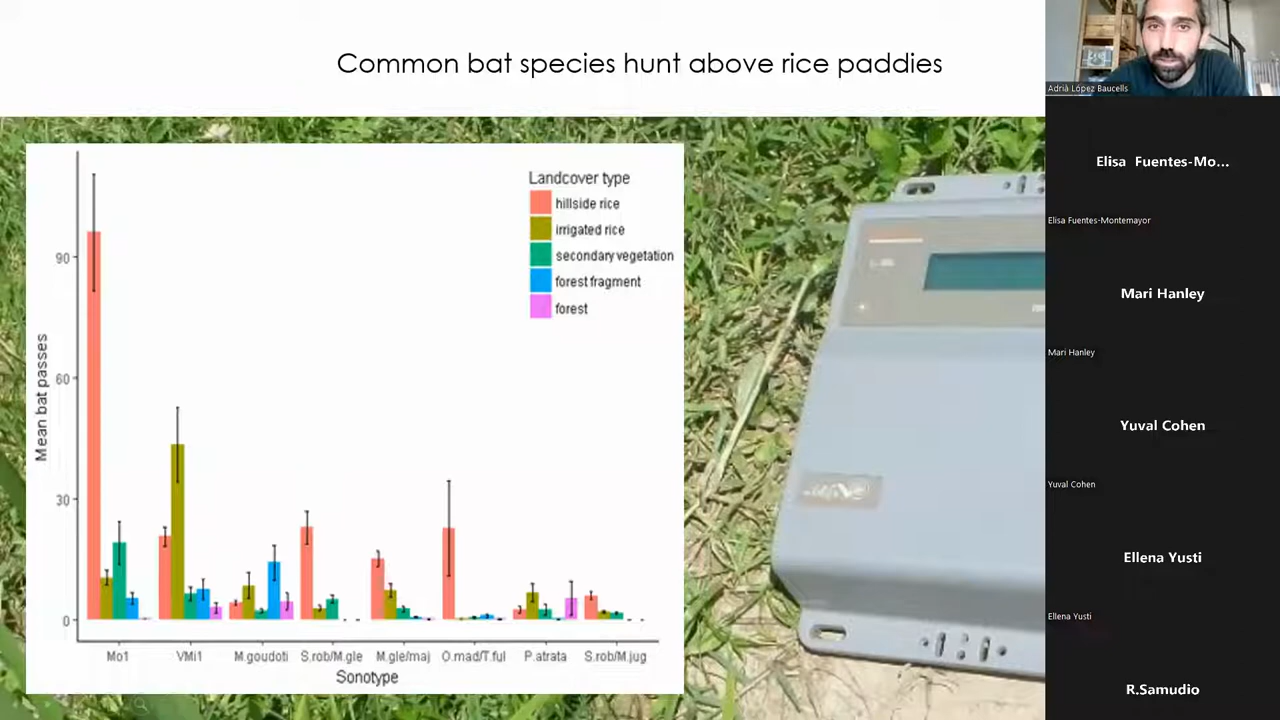 Common bat species hunt above rice paddies
Landcover type
hillside rice
irrigated rice
secondary vegetation
forest fragment
forest
Mean bat passes
90
60
30
0
Mo1
VMi1
M.goudoti
S.rob/M.gle
M.gle/maj
O.mad/T.ful
P.atrata
S.rob/M.jug
Sonotype
Adrià López Baucells
Elisa Fuentes-Mo...
Elisa Fuentes-Montemayor
Mari Hanley
Mari Hanley
Yuval Cohen
Yuval Cohen
Ellena Yusti
Ellena Yusti
R.Samudio